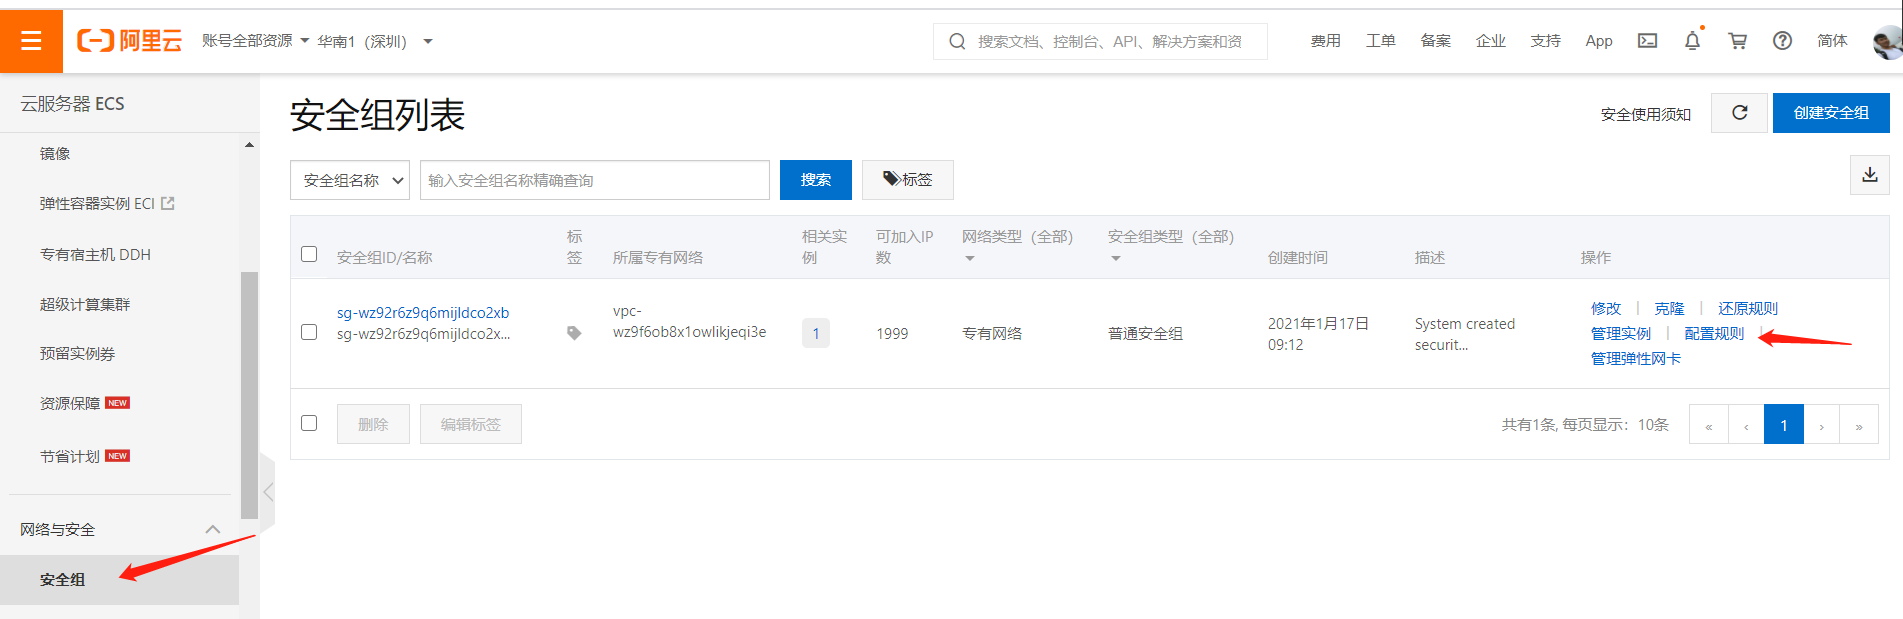 阿里云
账号全部资源
华南1（深圳）
搜索文档、控制台、API、解决方案和资
费用
工单
备案
企业
支持
App
简体
云服务器 ECS
镜像
弹性容器实例 ECI
专有宿主机 DDH
超级计算集群
预留实例券
资源保障 NEW
节省计划 NEW
网络与安全
安全组
安全组列表
安全使用须知
创建安全组
安全组名称
输入安全组名称精确查询
搜索
标签
安全组ID/名称
标
签
所属专有网络
相关实
例
可加入IP
数
网络类型（全部）
安全组类型（全部）
创建时间
描述
操作
sg-wz92r6z9q6mijldco2xb
sg-wz92r6z9q6mijldco2x...
vpc-
wz9f6ob8x1owlikjeqi3e
1
1999
专有网络
普通安全组
2021年1月17日
09:12
System created
securit...
修改 | 克隆 | 还原规则
管理实例 | 配置规则 |
管理弹性网卡
删除
编辑标签
共有1条, 每页显示：10条
« ‹ 1 › »